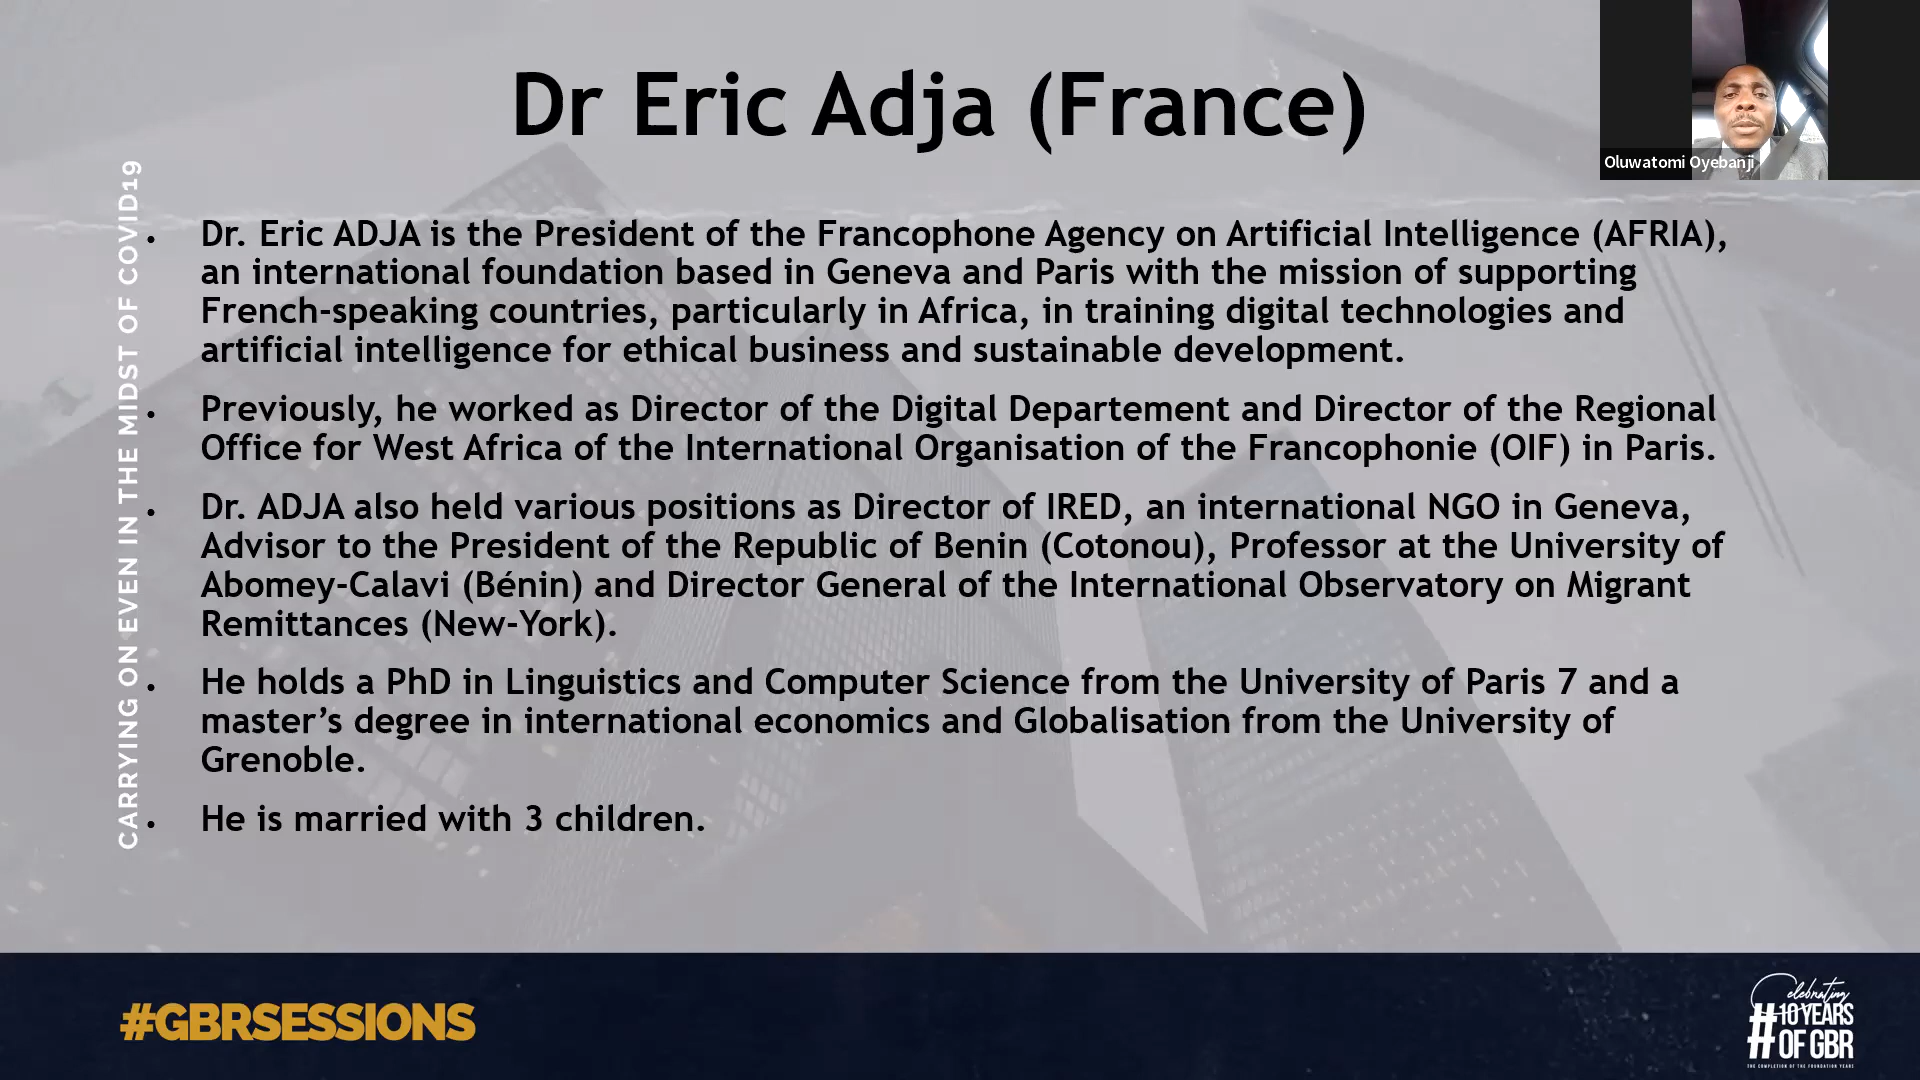 Dr Eric Adja (France)
Oluwatomi Oyebanji
CARRYING ON EVEN IN THE MIDST OF COVID19
• Dr. Eric ADJA is the President of the Francophone Agency on Artificial Intelligence (AFRIA),
an international foundation based in Geneva and Paris with the mission of supporting
French-speaking countries, particularly in Africa, in training digital technologies and
artificial intelligence for ethical business and sustainable development.
• Previously, he worked as Director of the Digital Departement and Director of the Regional
Office for West Africa of the International Organisation of the Francophonie (OIF) in Paris.
• Dr. ADJA also held various positions as Director of IRED, an international NGO in Geneva,
Advisor to the President of the Republic of Benin (Cotonou), Professor at the University of
Abomey-Calavi (Bénin) and Director General of the International Observatory on Migrant
Remittances (New-York).
• He holds a PhD in Linguistics and Computer Science from the University of Paris 7 and a
master’s degree in international economics and Globalisation from the University of
Grenoble.
• He is married with 3 children.
#GBRSESSIONS
Celebrating
#10 YEARS
OF GBR
THE COMPLETION OF THE FOUNDATION YEARS